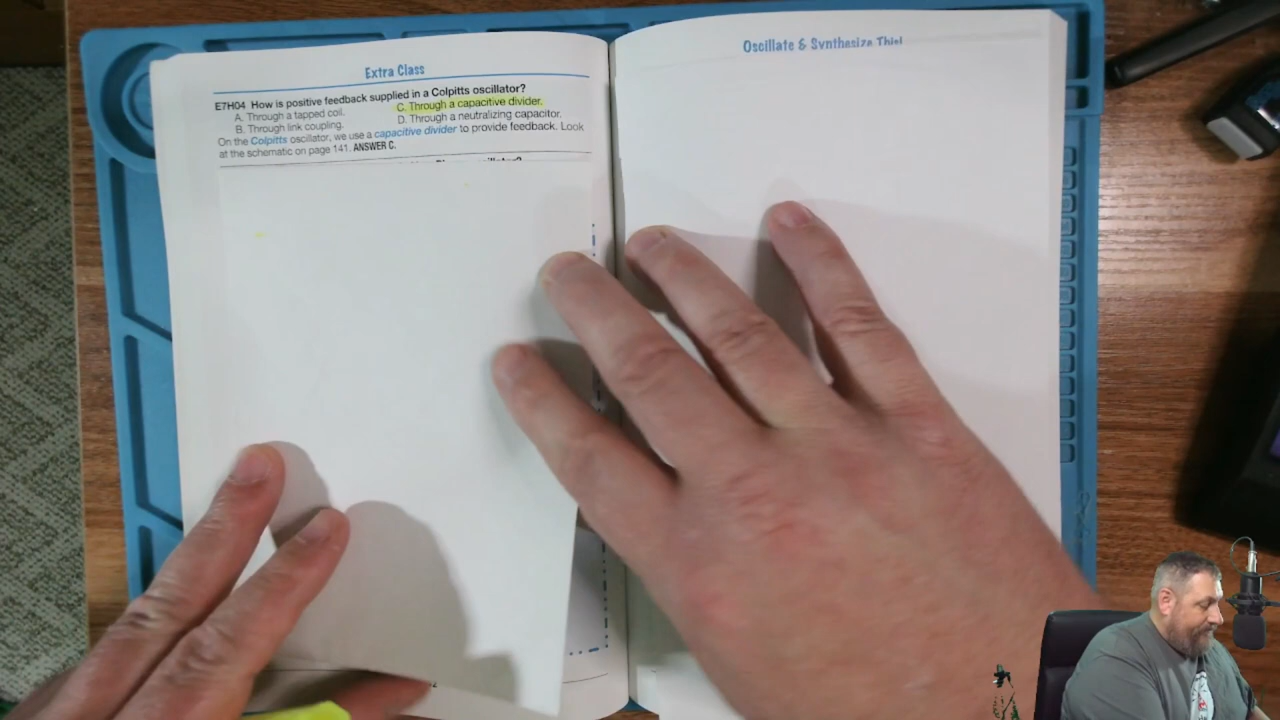 Extra Class
E7H04 How is positive feedback supplied in a Colpitts oscillator?
A. Through a tapped coil.
C. Through a capacitive divider.
B. Through link coupling.
D. Through a neutralizing capacitor.
On the Colpitts oscillator, we use a capacitive divider to provide feedback. Look
at the schematic on page 141. ANSWER C.
Oscillate & Synthesize This!